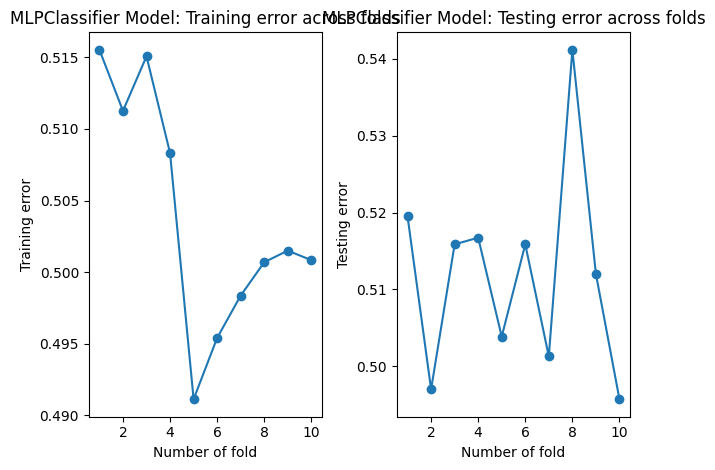 MLPClassifier Model: Training error across folds
MLPClassifier Model: Testing error across folds
0.515
0.510
0.505
0.500
0.495
0.490
Training error
2 4 6 8 10
Number of fold
0.54
0.53
0.52
0.51
0.50
Testing error
2 4 6 8 10
Number of fold